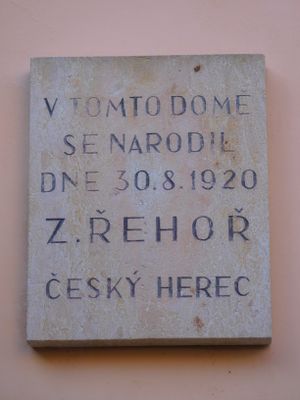 V TOMTO DOMĚ
SE NARODIL
DNE 30.8.1920
Z.ŘEHOŘ
ČESKÝ HEREC